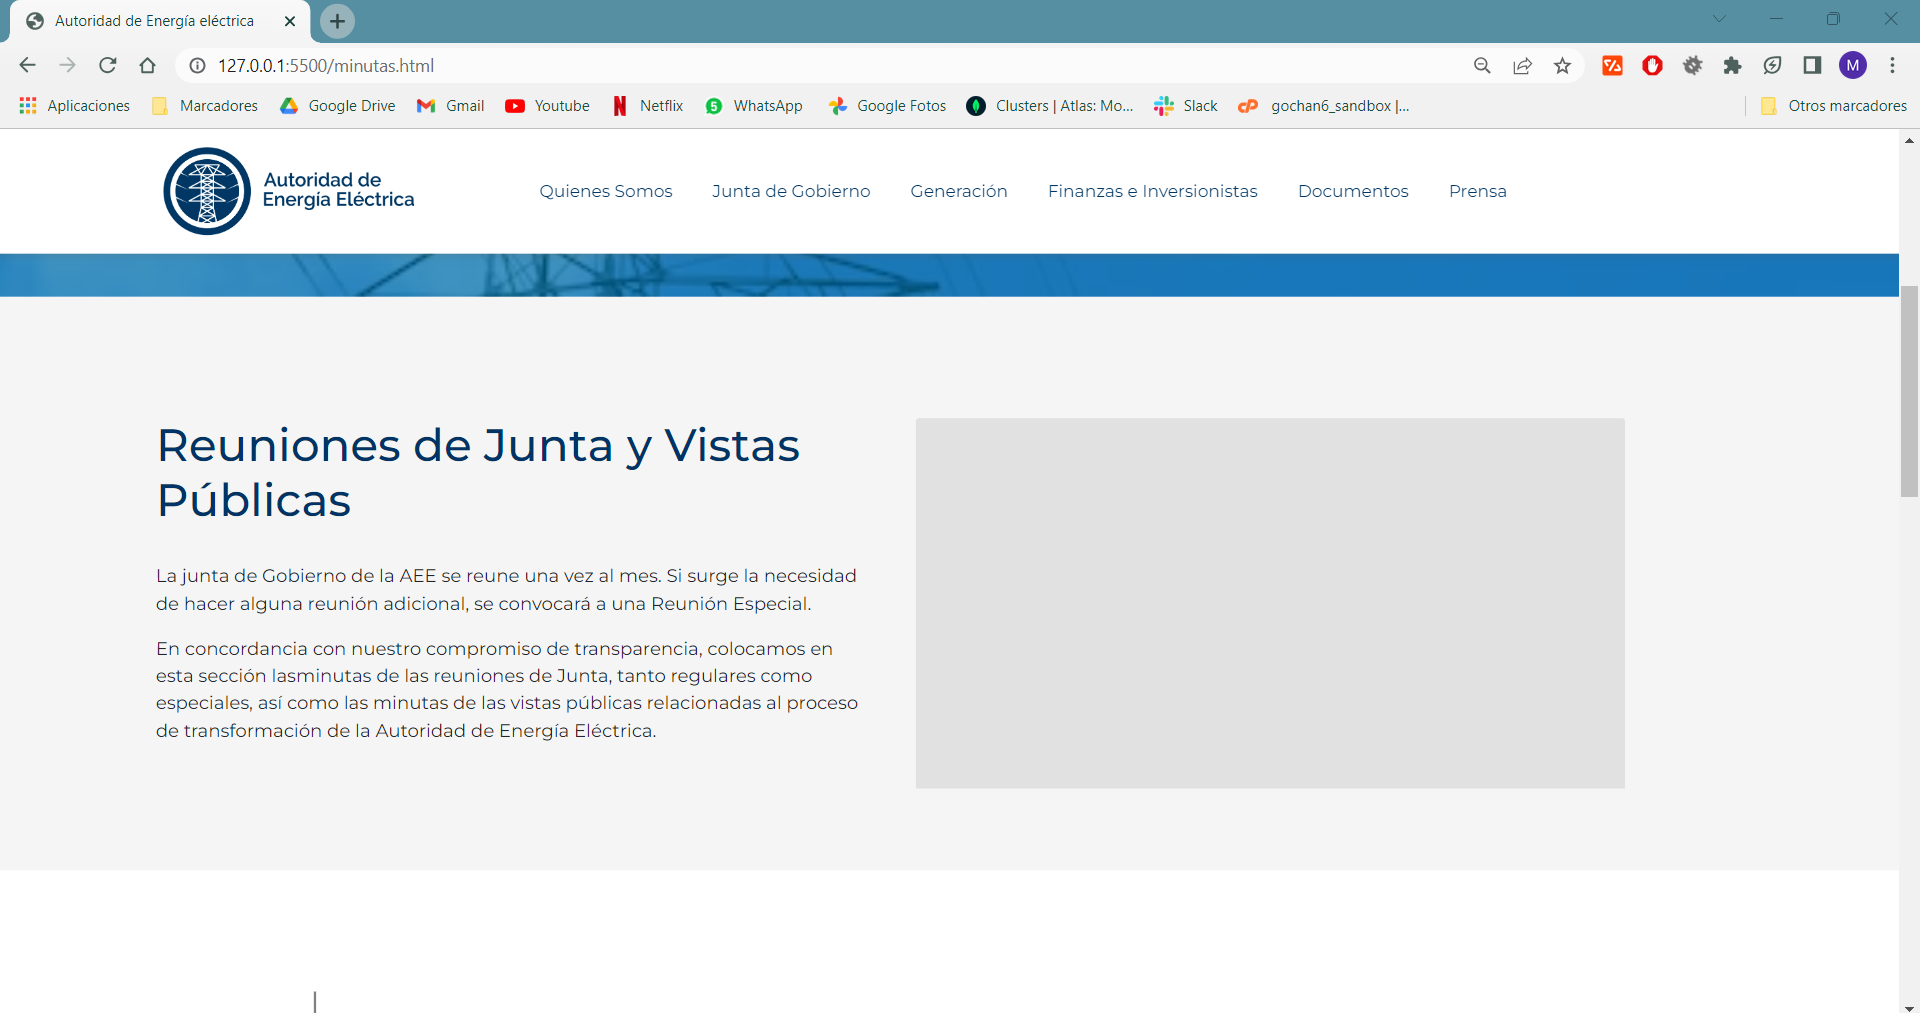 Autoridad de Energía eléctrica
127.0.0.1:5500/minutas.html
M
Aplicaciones Marcadores Google Drive Gmail Youtube Netflix 5 WhatsApp Google Fotos Clusters | Atlas: Mo... Slack cP gochan6_sandbox |... Otros marcadores
Autoridad de
Energía Eléctrica
Quienes Somos Junta de Gobierno Generación Finanzas e Inversionistas Documentos Prensa
Reuniones de Junta y Vistas
Públicas
La junta de Gobierno de la AEE se reune una vez al mes. Si surge la necesidad
de hacer alguna reunión adicional, se convocará a una Reunión Especial.
En concordancia con nuestro compromiso de transparencia, colocamos en
esta sección lasminutas de las reuniones de Junta, tanto regulares como
especiales, así como las minutas de las vistas públicas relacionadas al proceso
de transformación de la Autoridad de Energía Eléctrica.